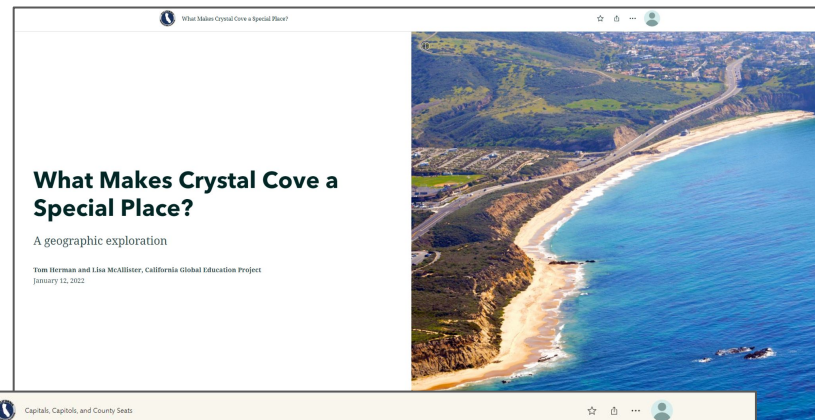 What Makes Crystal Cove a Special Place?
What Makes Crystal Cove a
Special Place?
A geographic exploration
Tom Herman and Lisa McAllister, California Global Education Project
January 12, 2022
Capitals, Capitols, and County Seats